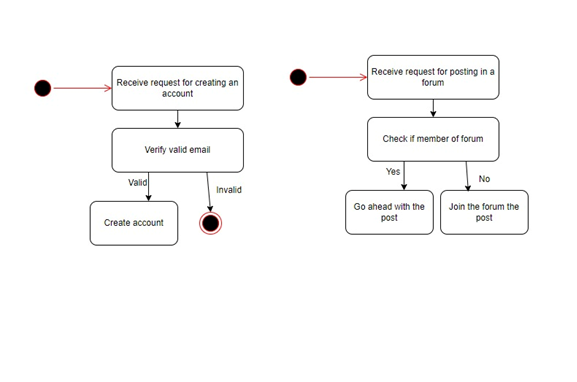 Receive request for creating an
account
Verify valid email
Valid
Invalid
Create account
Receive request for posting in a
forum
Check if member of forum
Yes
No
Go ahead with the
post
Join the forum the
post